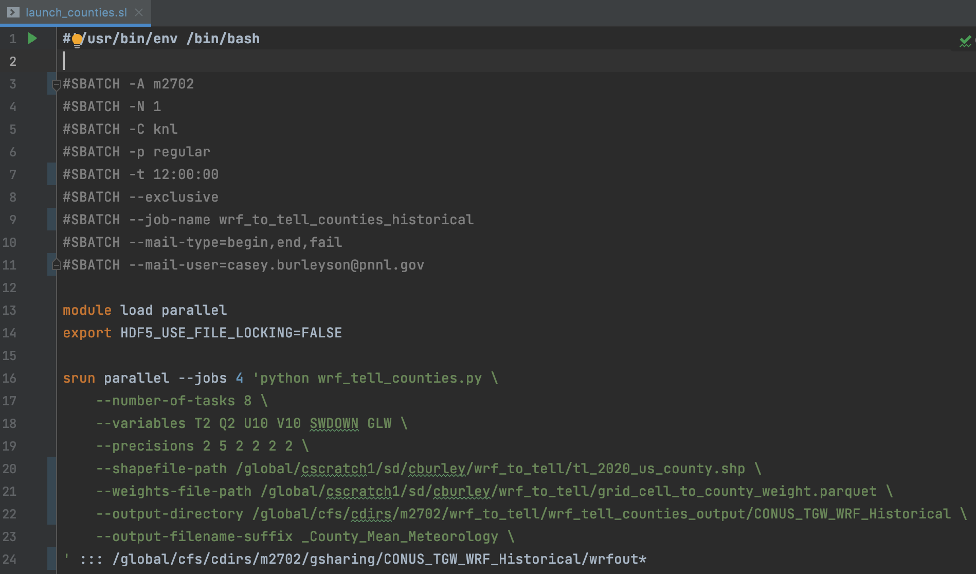 launch_counties.sl
1 #!/usr/bin/env /bin/bash
2
3 #SBATCH -A m2702
4 #SBATCH -N 1
5 #SBATCH -C knl
6 #SBATCH -p regular
7 #SBATCH -t 12:00:00
8 #SBATCH --exclusive
9 #SBATCH --job-name wrf_to_tell_counties_historical
10 #SBATCH --mail-type=begin,end,fail
11 #SBATCH --mail-user=casey.burleyson@pnnl.gov
12
13 module load parallel
14 export HDF5_USE_FILE_LOCKING=FALSE
15
16 srun parallel --jobs 4 'python wrf_tell_counties.py \
17 --number-of-tasks 8 \
18 --variables T2 Q2 U10 V10 SWDOWN GLW \
19 --precisions 2 5 2 2 2 2 \
20 --shapefile-path /global/cscratch1/sd/cburley/wrf_to_tell/tl_2020_us_county.shp \
21 --weights-file-path /global/cscratch1/sd/cburley/wrf_to_tell/grid_cell_to_county_weight.parquet \
22 --output-directory /global/cfs/cdirs/m2702/wrf_to_tell/wrf_tell_counties_output/CONUS_TGW_WRF_Historical \
23 --output-filename-suffix _County_Mean_Meteorology \
24 ' ::: /global/cfs/cdirs/m2702/gsharing/CONUS_TGW_WRF_Historical/wrfout*